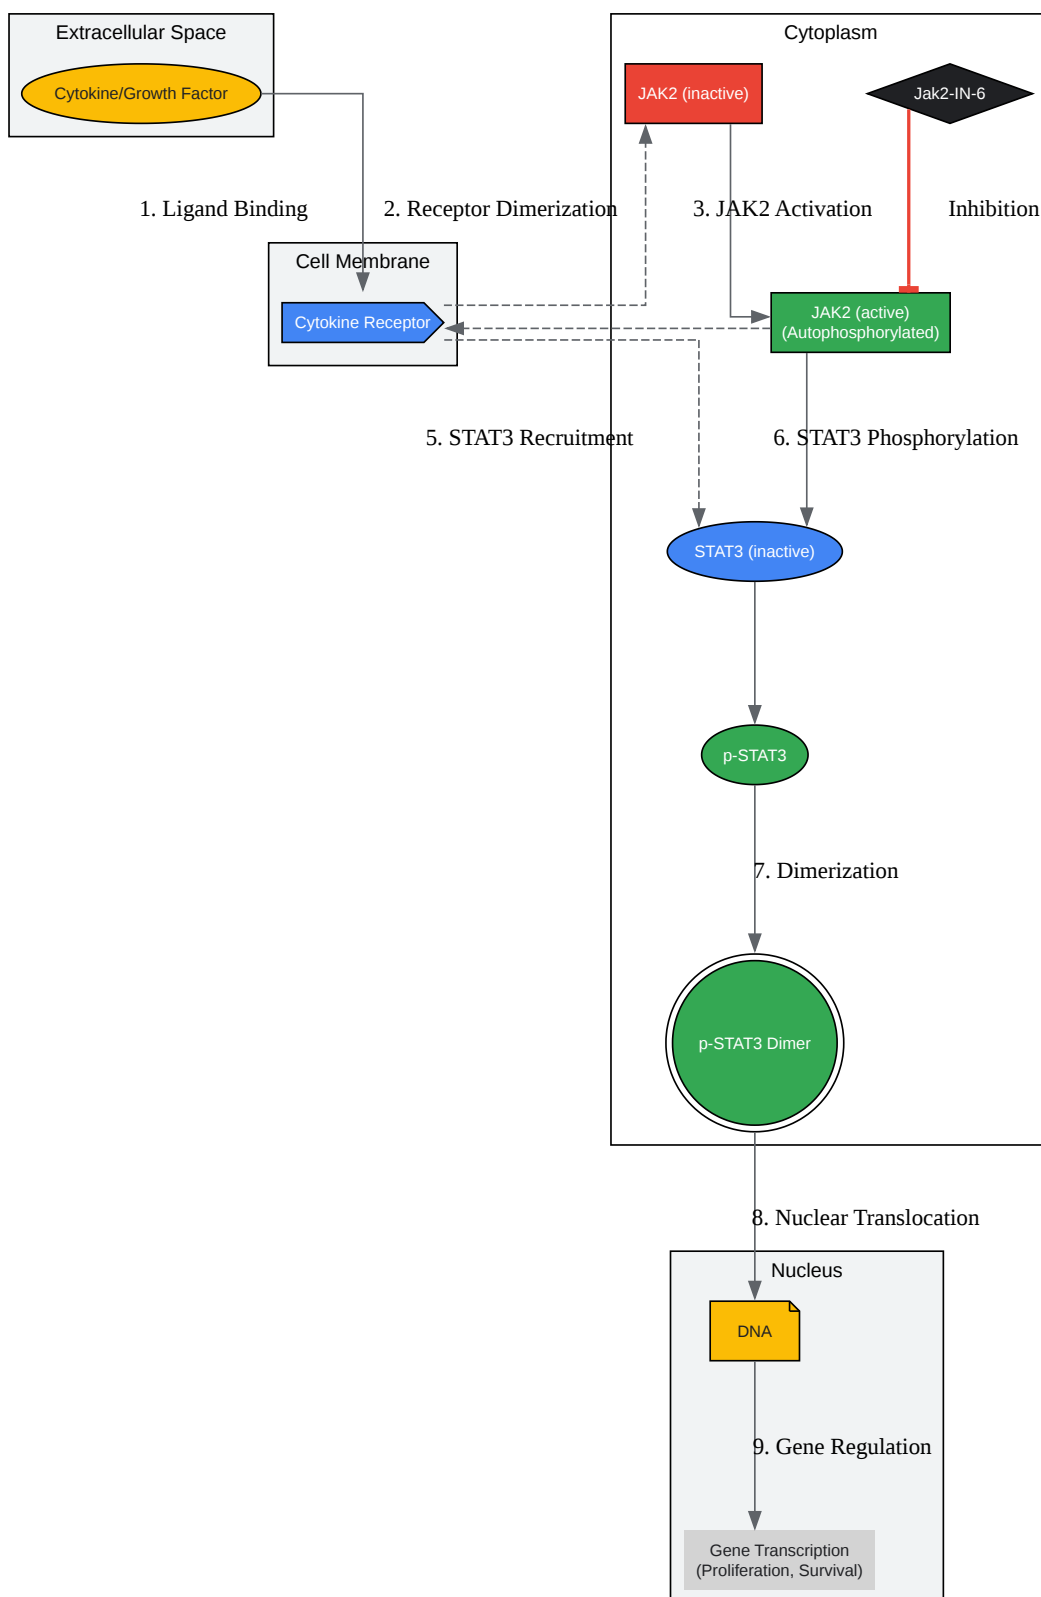 Extracellular Space
Cytoplasm
Cytokine/Growth Factor
JAK2 (inactive)
Jak2-IN-6
1. Ligand Binding
2. Receptor Dimerization
3. JAK2 Activation
Inhibition
Cell Membrane
Cytokine Receptor
JAK2 (active)
(Autophosphorylated)
5. STAT3 Recruitment
6. STAT3 Phosphorylation
STAT3 (inactive)
p-STAT3
7. Dimerization
p-STAT3 Dimer
8. Nuclear Translocation
Nucleus
DNA
9. Gene Regulation
Gene Transcription
(Proliferation, Survival)